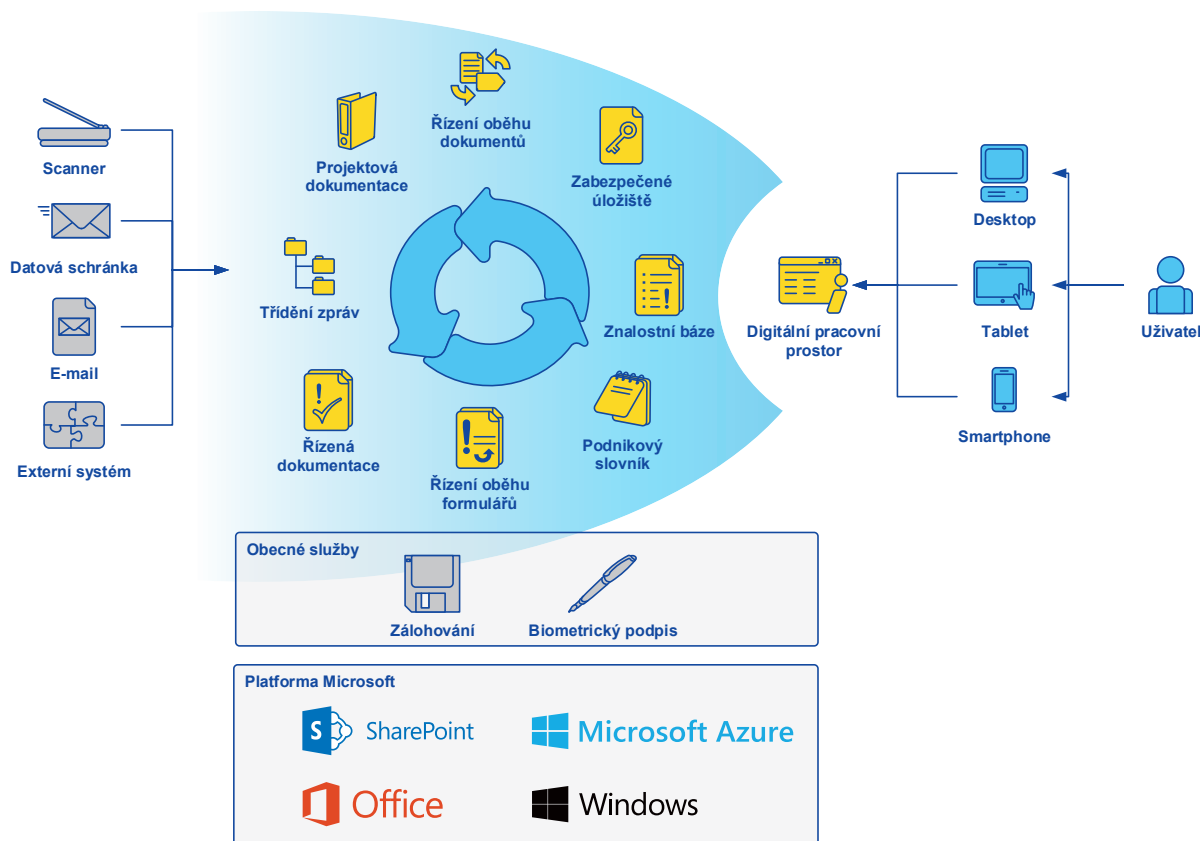 Scanner
Datová schránka
E-mail
Externí systém
Řízení oběhu
dokumentů
Projektová
dokumentace
Zabezpečené
úložiště
Třídění zpráv
Znalostní báze
Řízená
dokumentace
Řízení oběhu
formulářů
Podnikový
slovník
Digitální pracovní
prostor
Desktop
Tablet
Smartphone
Uživatel
Obecné služby
Zálohování
Biometrický podpis
Platforma Microsoft
S SharePoint
Microsoft Azure
Office
Windows